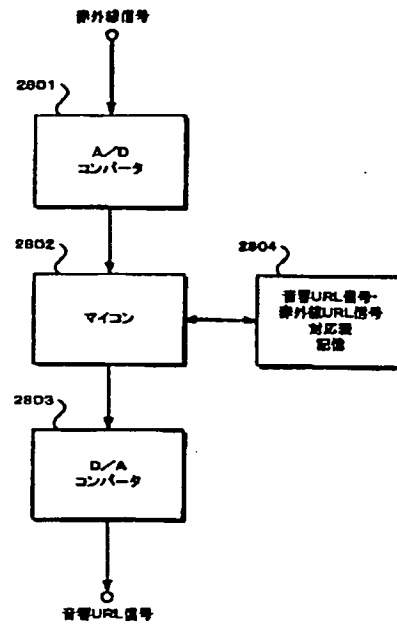 赤外線信号
2801
A／D
コンバータ
2802
マイコン
2804
音響URL信号-
赤外線URL信号
対応表
記憶
2803
D／A
コンバータ
音響URL信号